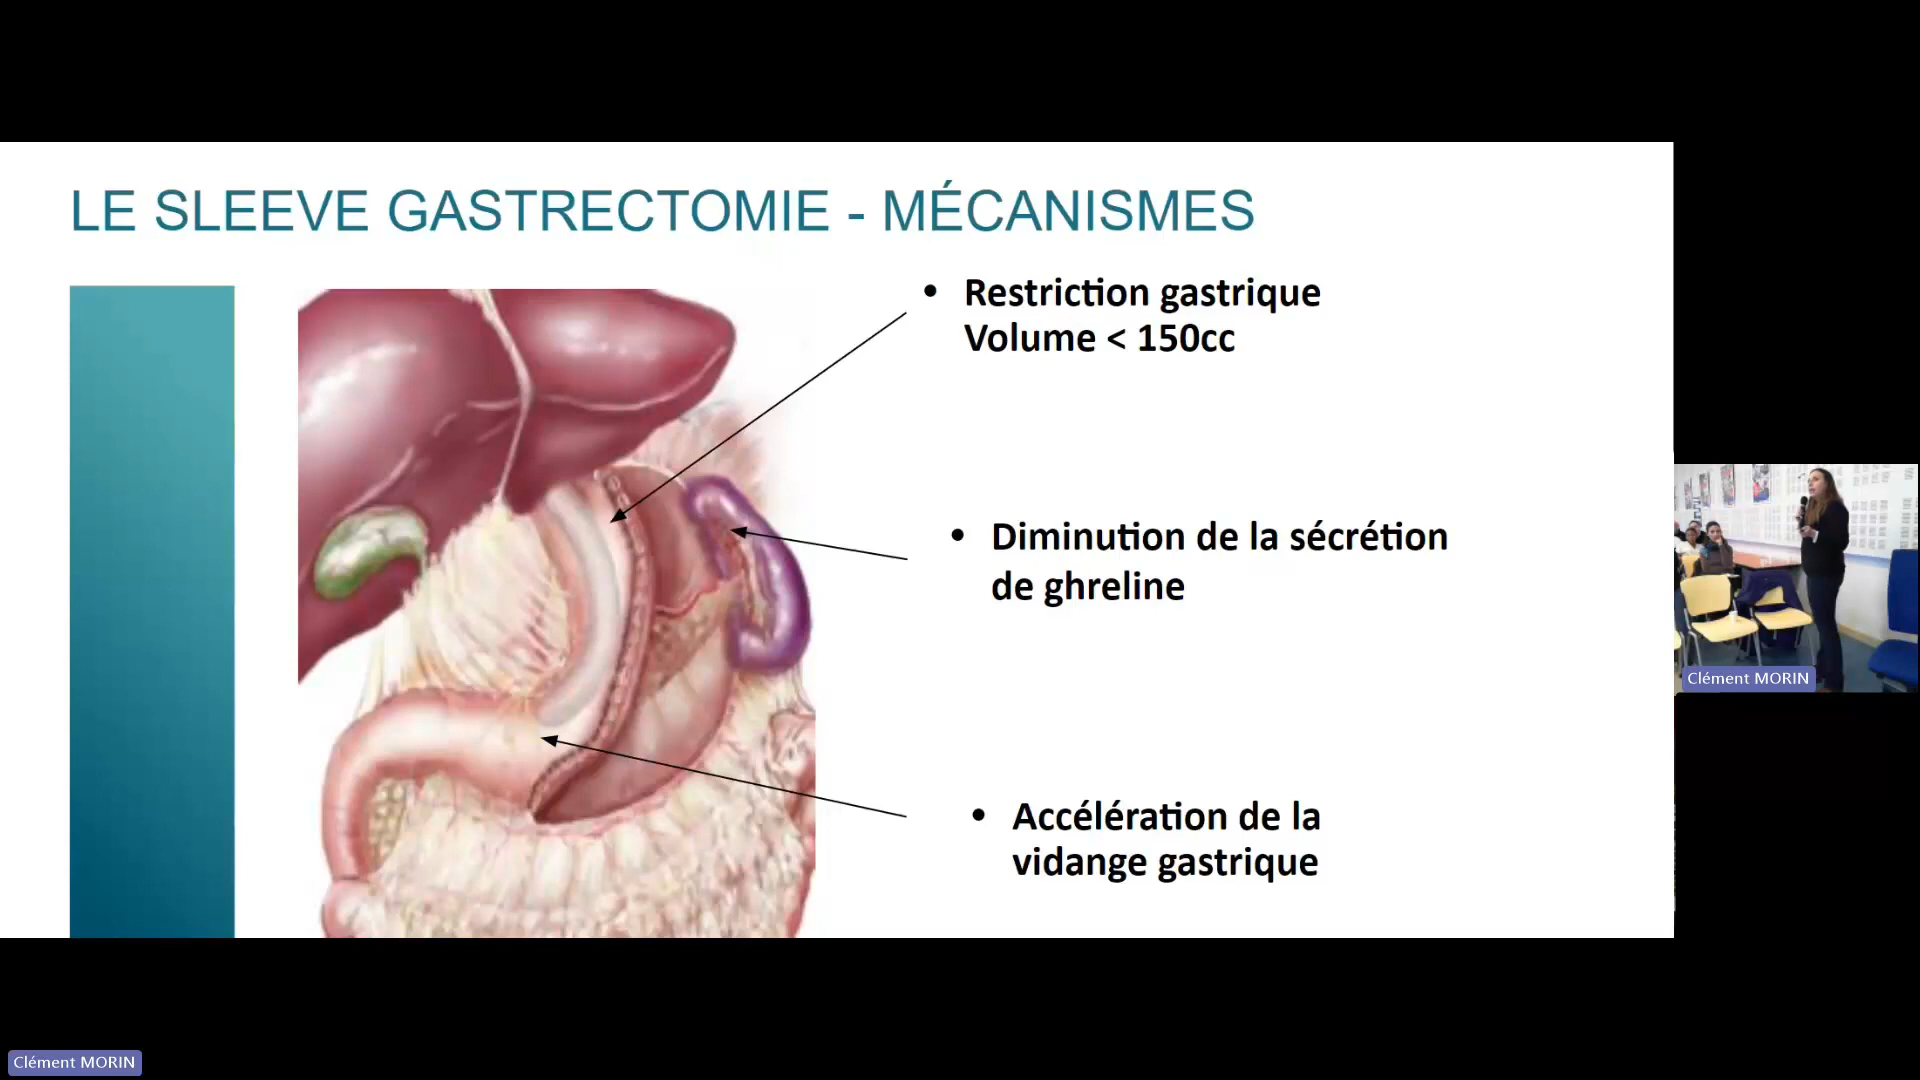 LE SLEEVE GASTRECTOMIE - MÉCANISMES
• Restriction gastrique
Volume < 150cc
• Diminution de la sécrétion
de ghreline
• Accélération de la
vidange gastrique
Clément MORIN
Clément MORIN